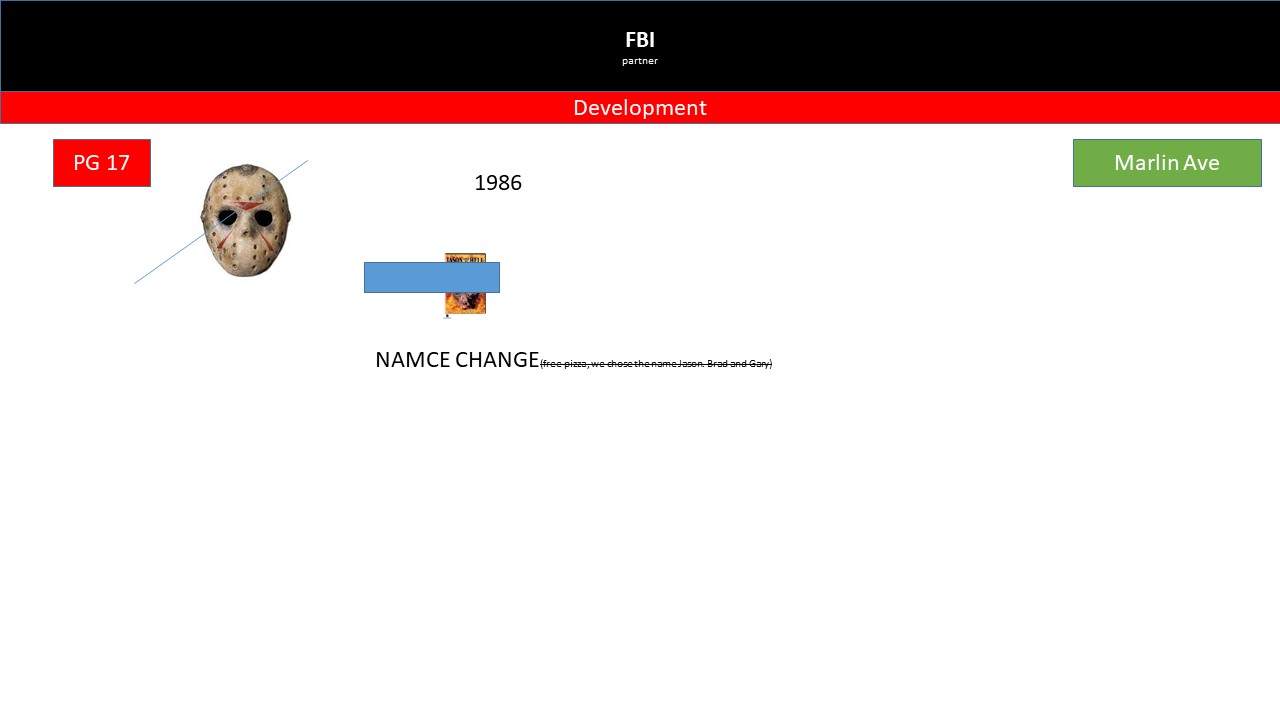 FBI
partner
Development
PG 17
Marlin Ave
1986
JASON HELL
NAMCE CHANGE(free pizza, we chose the name Jason. Brad and Gary)